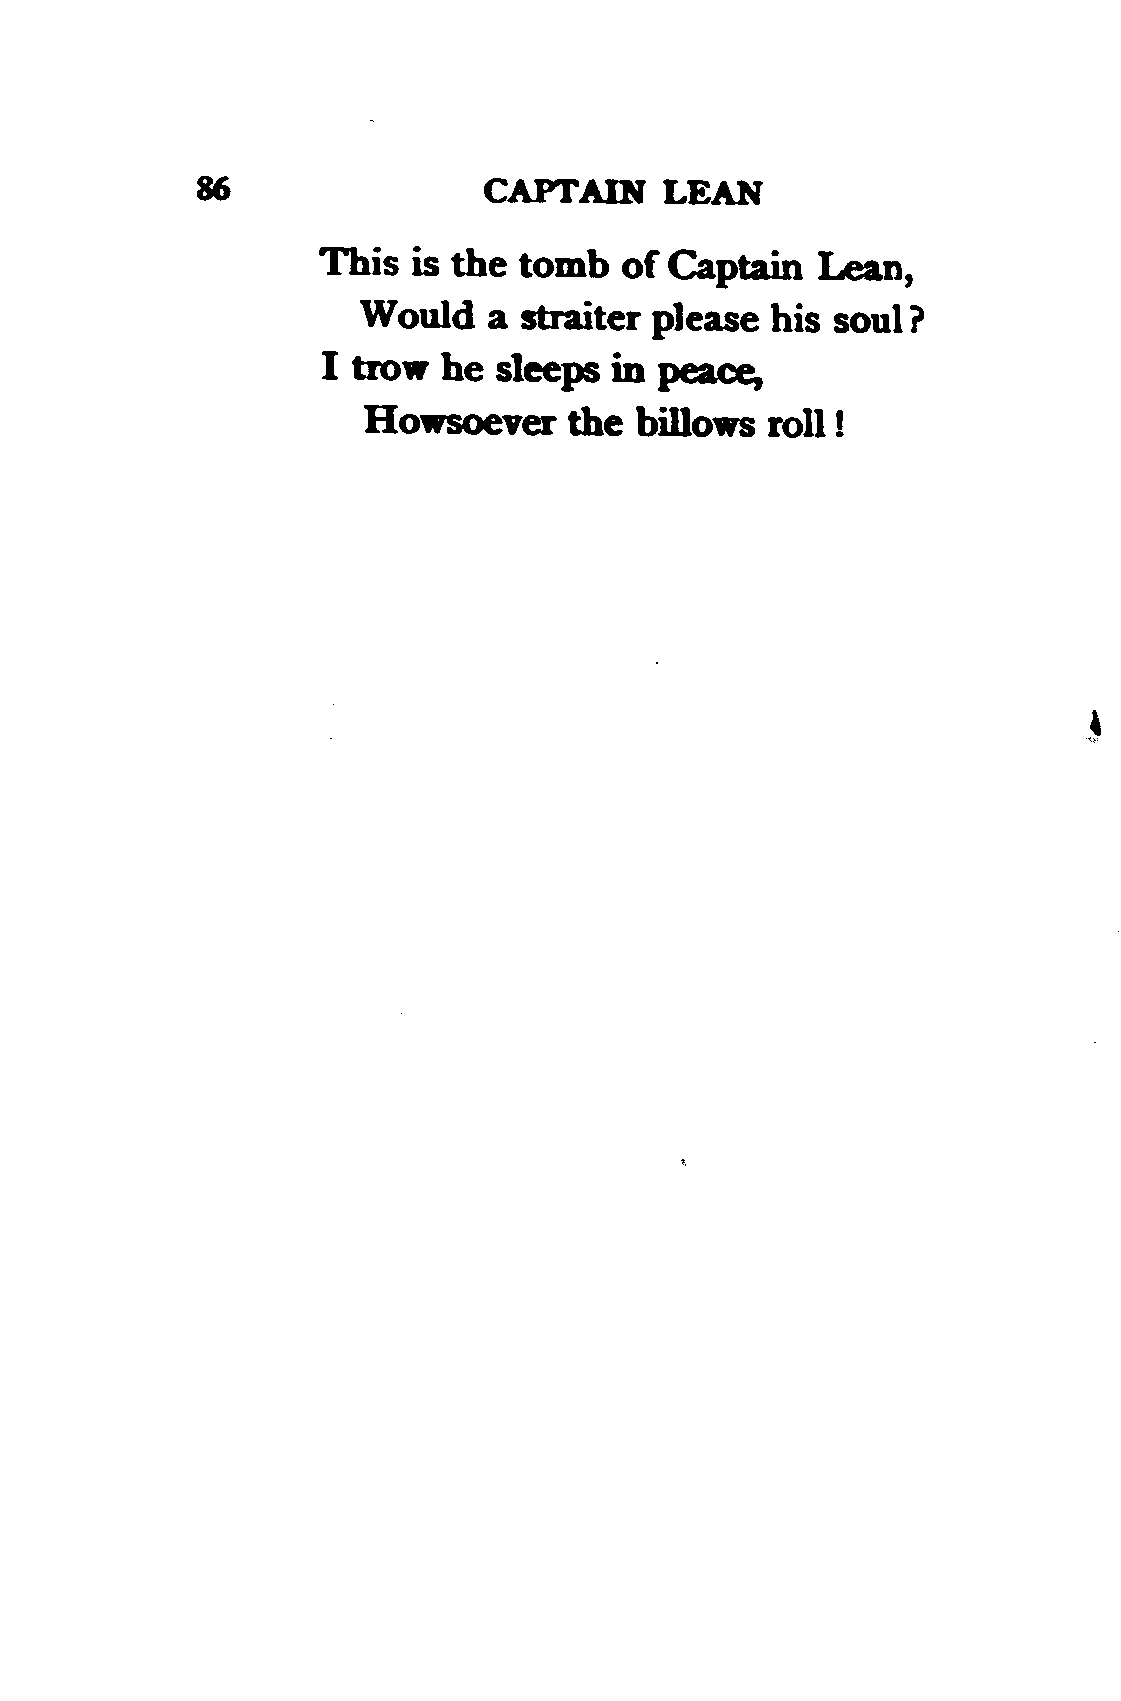 86 CAPTAIN LEAN
This is the tomb of Captain Lean,
Would a straiter please his soul?
I trow he sleeps in peace,
Howsoever the billows roll!